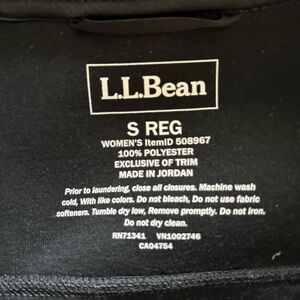 L.L.Bean
S REG
WOMEN'S ItemID 508967
100% POLYESTER
EXCLUSIVE OF TRIM
MADE IN JORDAN
Prior to laundering, close all closures. Machine wash
cold, With like colors. Do not bleach, Do not use fabric
softeners. Tumble dry low, Remove promptly. Do not iron.
Do not dry clean.
RN71341 VN1002746
CA04754